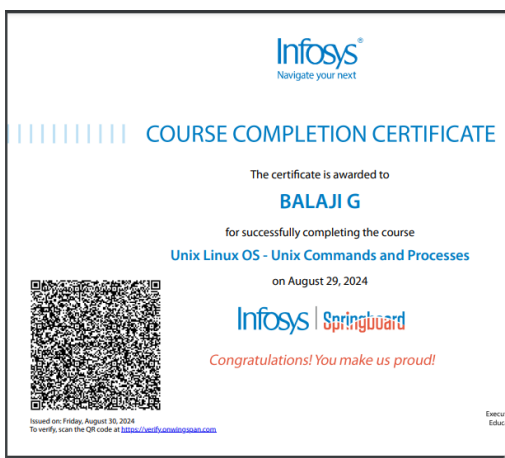 Infosys®
Navigate your next
COURSE COMPLETION CERTIFICATE
The certificate is awarded to
BALAJI G
for successfully completing the course
Unix Linux OS - Unix Commands and Processes
on August 29, 2024
Infosys | Springboard
Congratulations! You make us proud!
Issued on: Friday, August 30, 2024
To verify, scan the QR code at https://verify.onwingspan.com
Execu
Educa